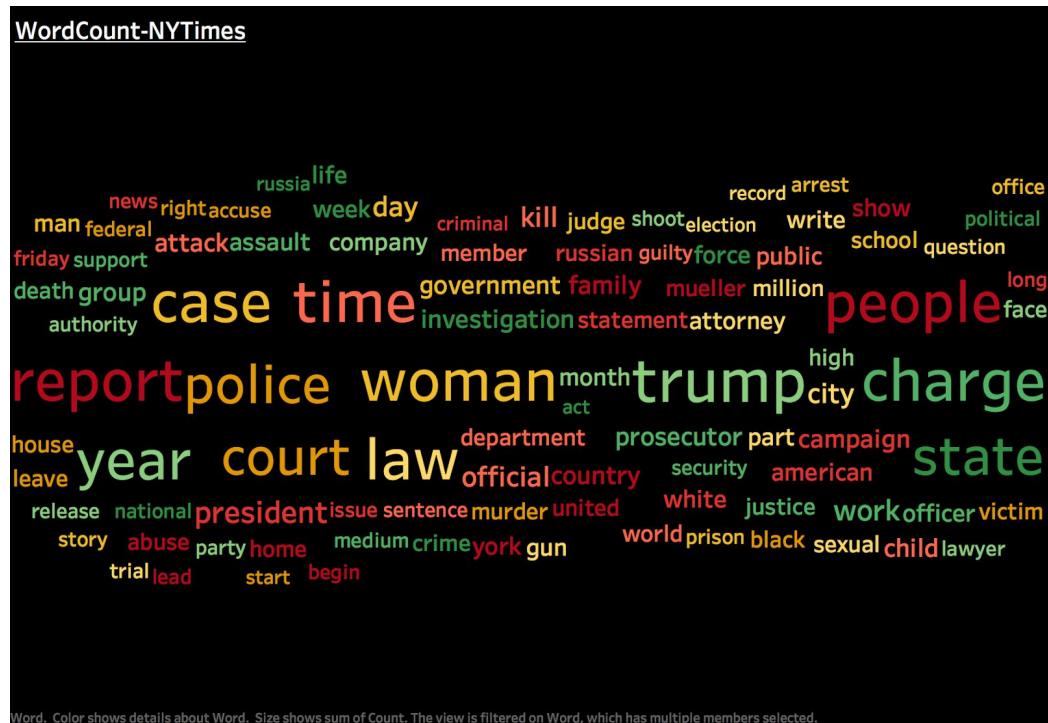 WordCount-NYTimes
russia life
news right accuse week day record arrest office
man federal criminal kill judge shoot election write show political
attack assault company school question
friday support member russian guilty force public
death group case time government family mueller million people long
authority investigation statement attorney face
report police woman month trump high charge
act city
house year court law department prosecutor part campaign state
leave official country security american
release national president issue sentence murder united white justice work officer victim
story abuse party home medium crime york gun world prison black sexual child lawyer
trial lead start begin
Word. Color shows details about Word. Size shows sum of Count. The view is filtered on Word, which has multiple members selected.